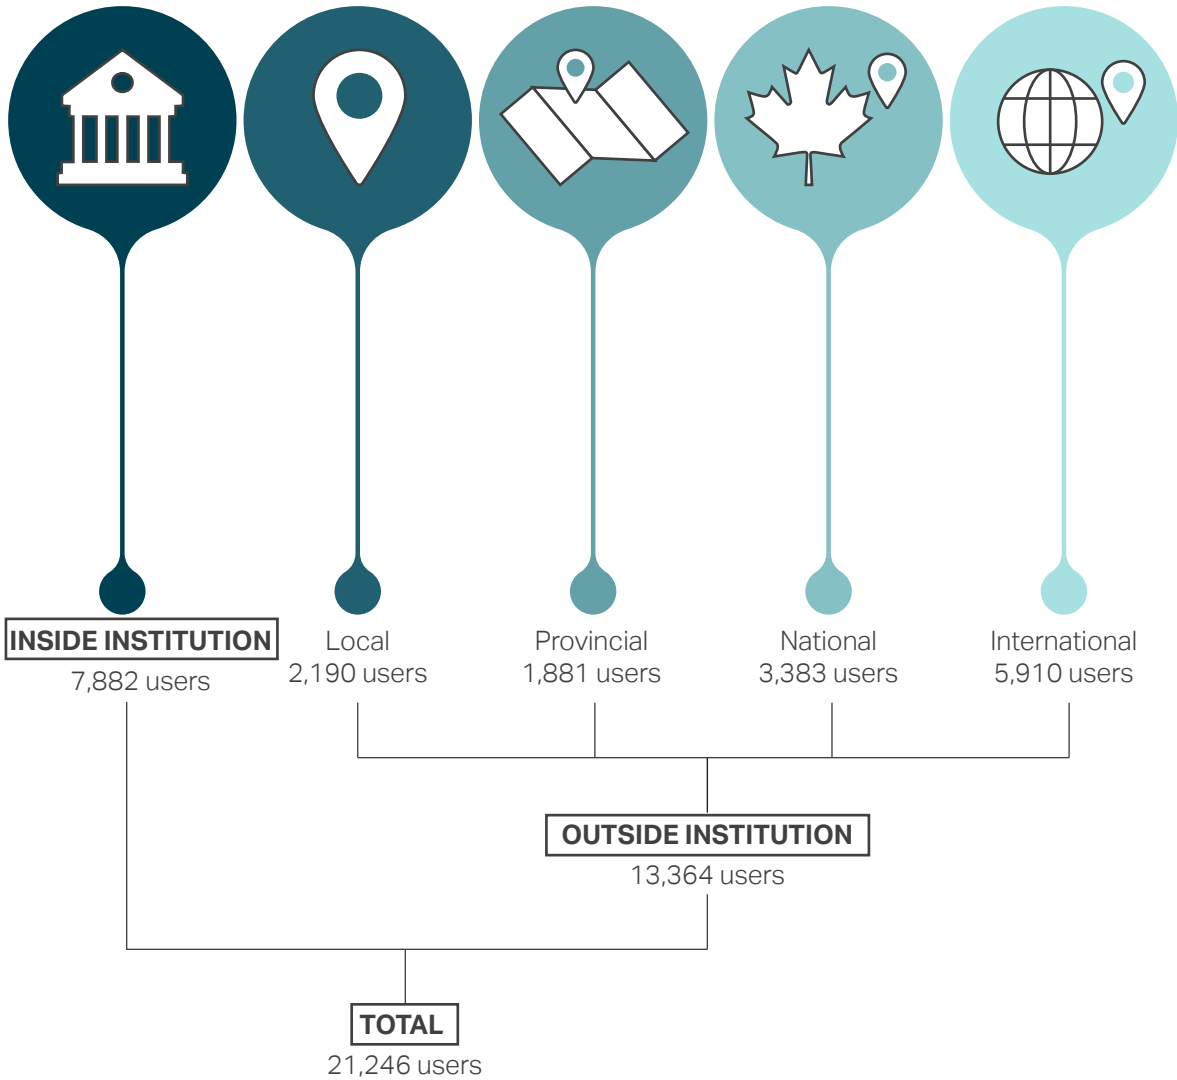 INSIDE INSTITUTION
7,882 users
Local
2,190 users
Provincial
1,881 users
National
3,383 users
International
5,910 users
OUTSIDE INSTITUTION
13,364 users
TOTAL
21,246 users